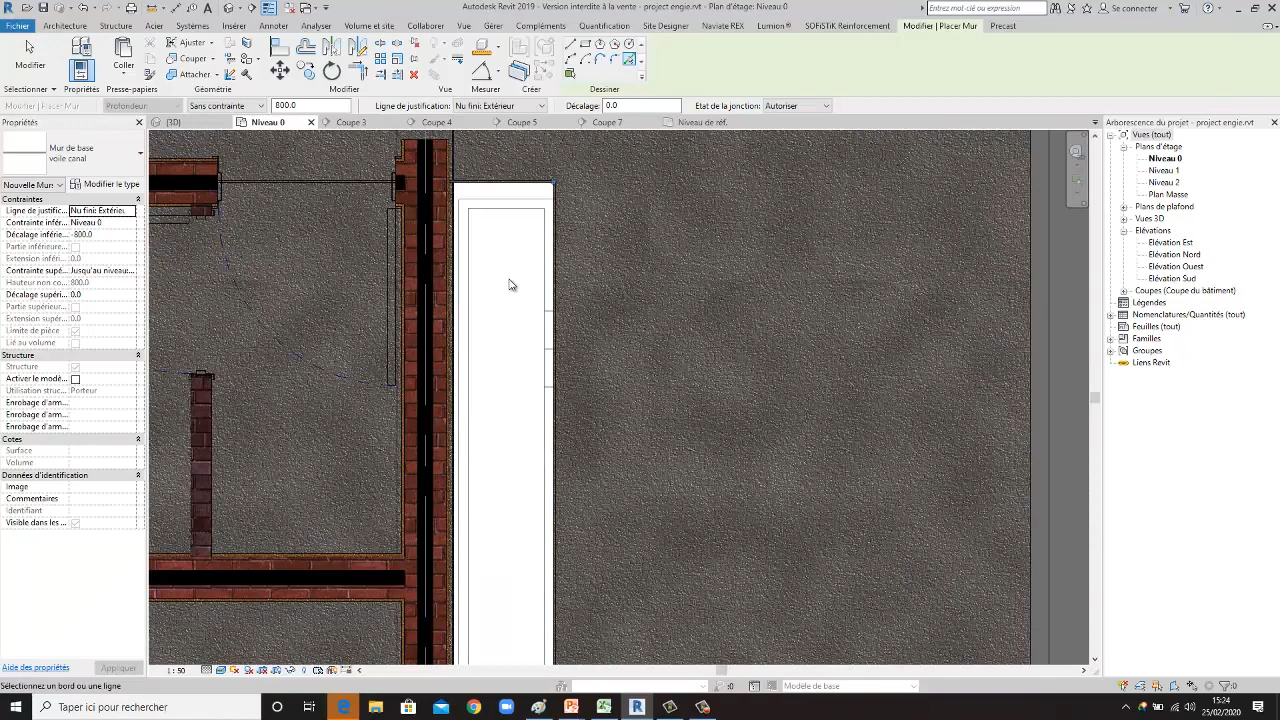 Autodesk Revit 2019 - Version interdite à la vente - project engie.rvt - Plan d'étage: Niveau 0
Entrez mot-clé ou expression
Se connecter
Fichier Architecture Structure Acier Systèmes Insérer Annoter Analyser Volume et site Collaborer Vue Gérer Compléments Quantification Site Designer Naviate REX Lumion® SOFiSTiK Reinforcement Modifier | Placer Mur Precast
Modifier Coller Ajuster Couper Attacher
Sélectionner Propriétés Presse-papiers Géométrie Modifier Vue Mesurer Créer Dessiner
Modifier | Placer Mur Profondeur: Sans contrainte 800.0 Ligne de justification: Nu fini: Extérieur Décalage: 0.0 Etat de la jonction: Autoriser
Propriétés
{3D} Niveau 0 Coupe 3 Coupe 4 Coupe 5 Coupe 7 Niveau de réf.
Arborescence du projet - project engie.rvt
Mur de base
voile canal
Nouvelle Mur: Modifier le type
Contraintes
Ligne de justific... Nu fini: Extérieur
Contrainte infér... Niveau 0
Décalage inférie... -800.0
Partie inférieure...
Extension inféri... 0.0
Contrainte supé... Jusqu'au niveau...
Hauteur non co... 800.0
Décalage supéri... 0.0
Partie supérieur...
Extension supér... 0.0
Limite de pièce
Lié au volume
Structure
Structure
Activer le modè...
Utilisation struc... Porteur
Enrobage d'arm...
Enrobage d'arm...
Enrobage d'arm...
Cotes
Surface
Volume
Données d'identification
Image
Commentaires
Identifiant
Visible dans les ...
Aide des propriétés Appliquer
Vues (tout)
Plans d'étage
Niveau 0
Niveau 1
Niveau 2
Plan Masse
Plans de plafond
Vues 3D
Elévations
Elévation Est
Elévation Nord
Elévation Ouest
Elévation Sud
Coupes (Coupe du bâtiment)
Légendes
Nomenclatures/Quantités (tout)
Feuilles (tout)
Familles
Groupes
Liens Revit
1 : 50
Sélectionnez un bord ou une ligne
:0 Modèle de base :0
Taper ici pour rechercher
15:24
25/02/2020